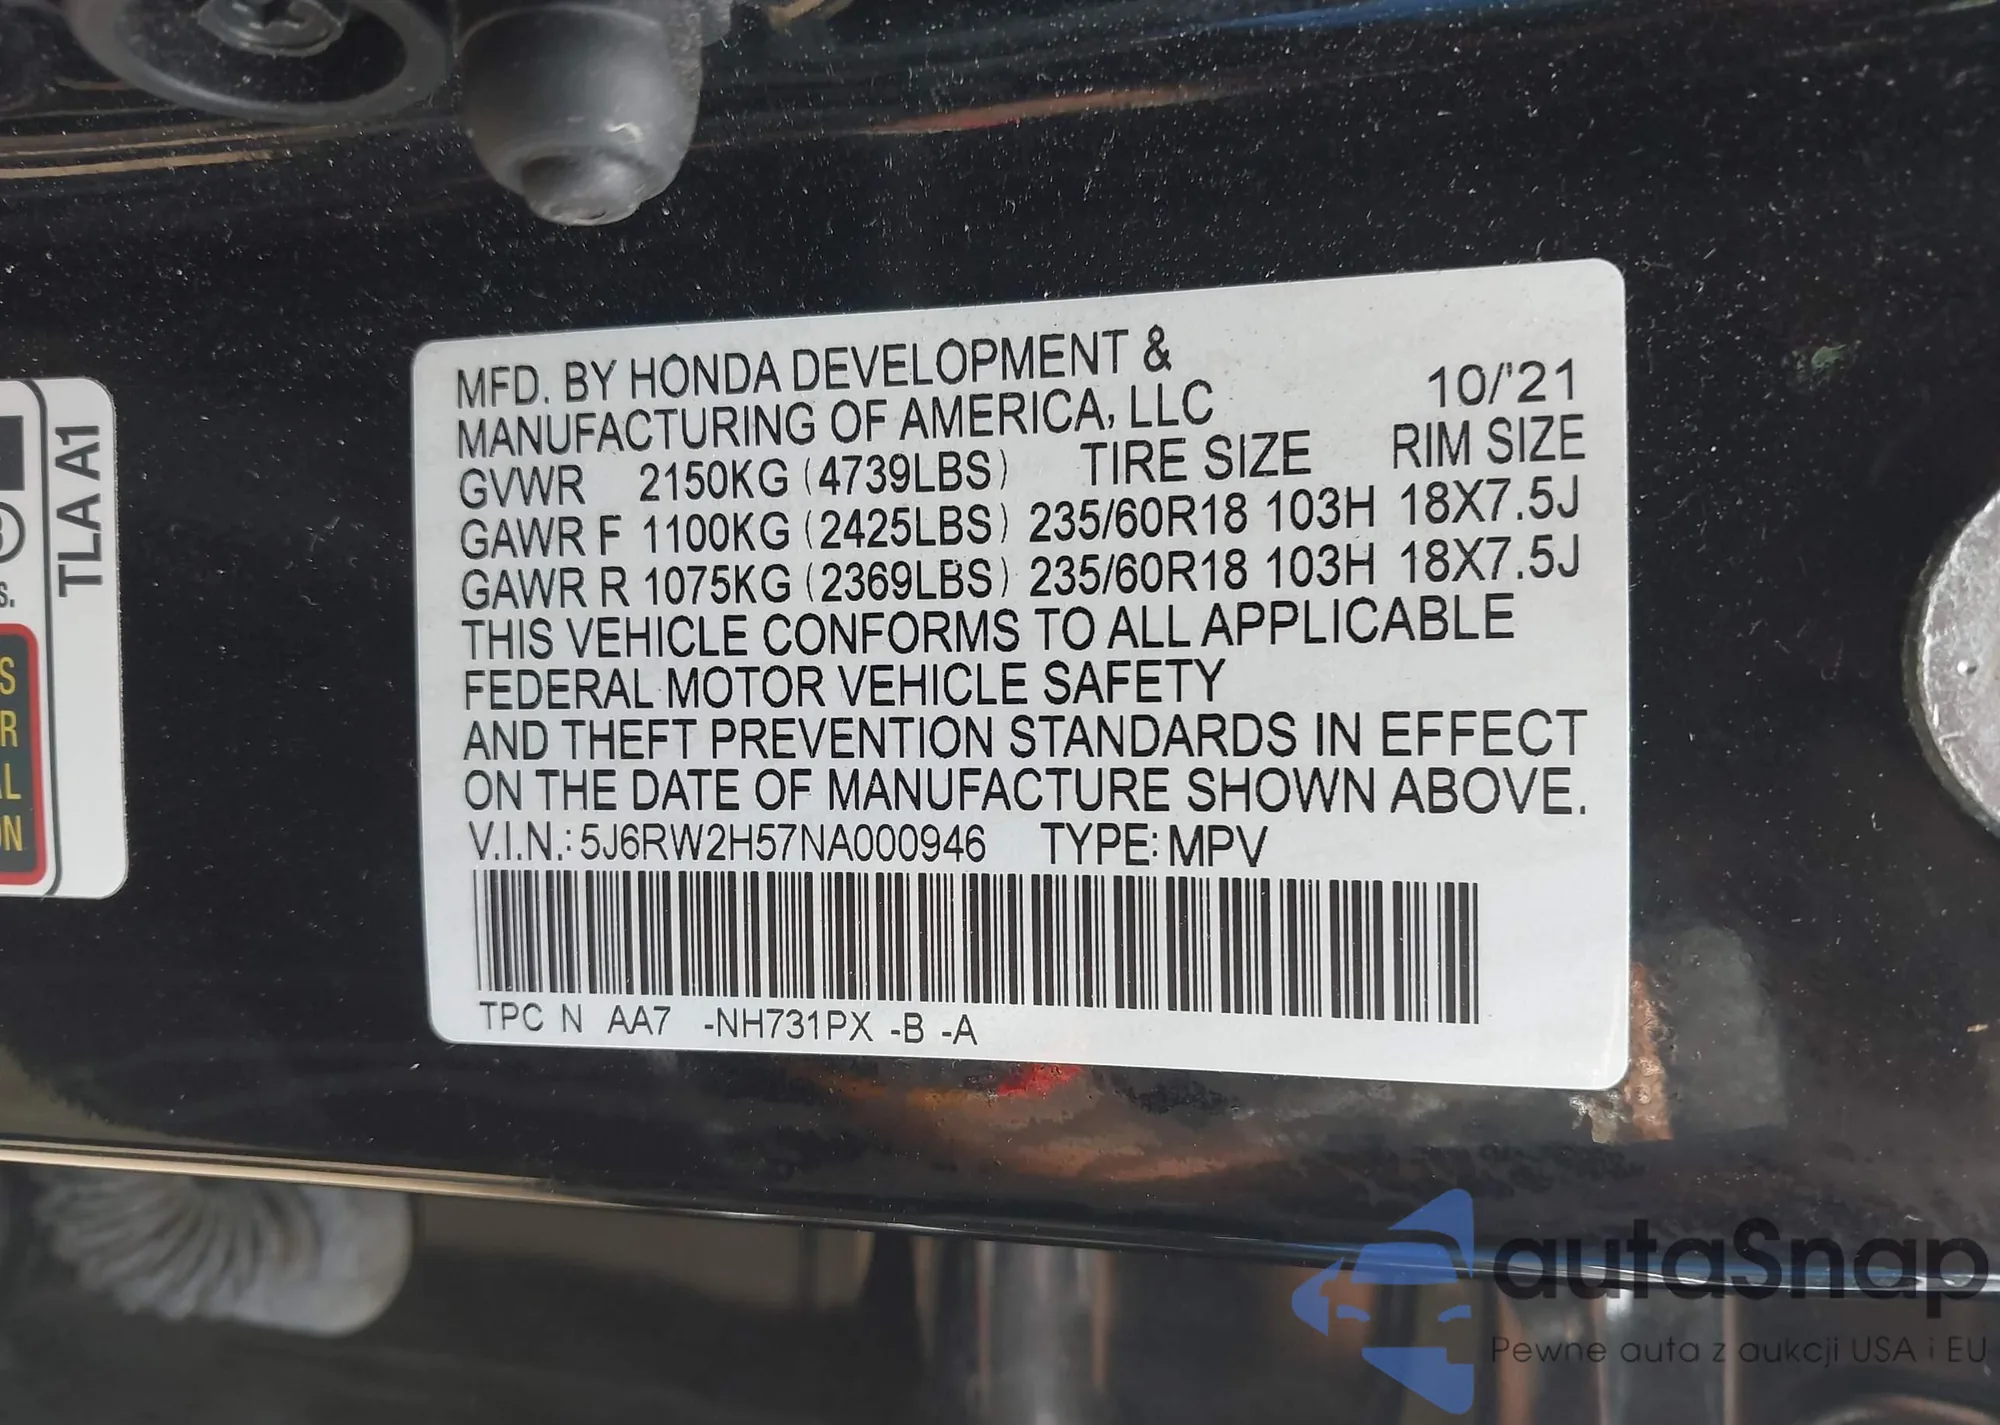 TLA A1
S.
S
R
AL
ON
MFD. BY HONDA DEVELOPMENT &
MANUFACTURING OF AMERICA, LLC 10/'21
GVWR 2150KG (4739LBS) TIRE SIZE RIM SIZE
GAWR F 1100KG (2425LBS) 235/60R18 103H 18X7.5J
GAWR R 1075KG (2369LBS) 235/60R18 103H 18X7.5J
THIS VEHICLE CONFORMS TO ALL APPLICABLE
FEDERAL MOTOR VEHICLE SAFETY
AND THEFT PREVENTION STANDARDS IN EFFECT
ON THE DATE OF MANUFACTURE SHOWN ABOVE.
V.I.N.: 5J6RW2H57NA000946 TYPE: MPV
TPC N AA7 -NH731PX -B -A
autaSnap
Pewne auta z aukcji USA i EU